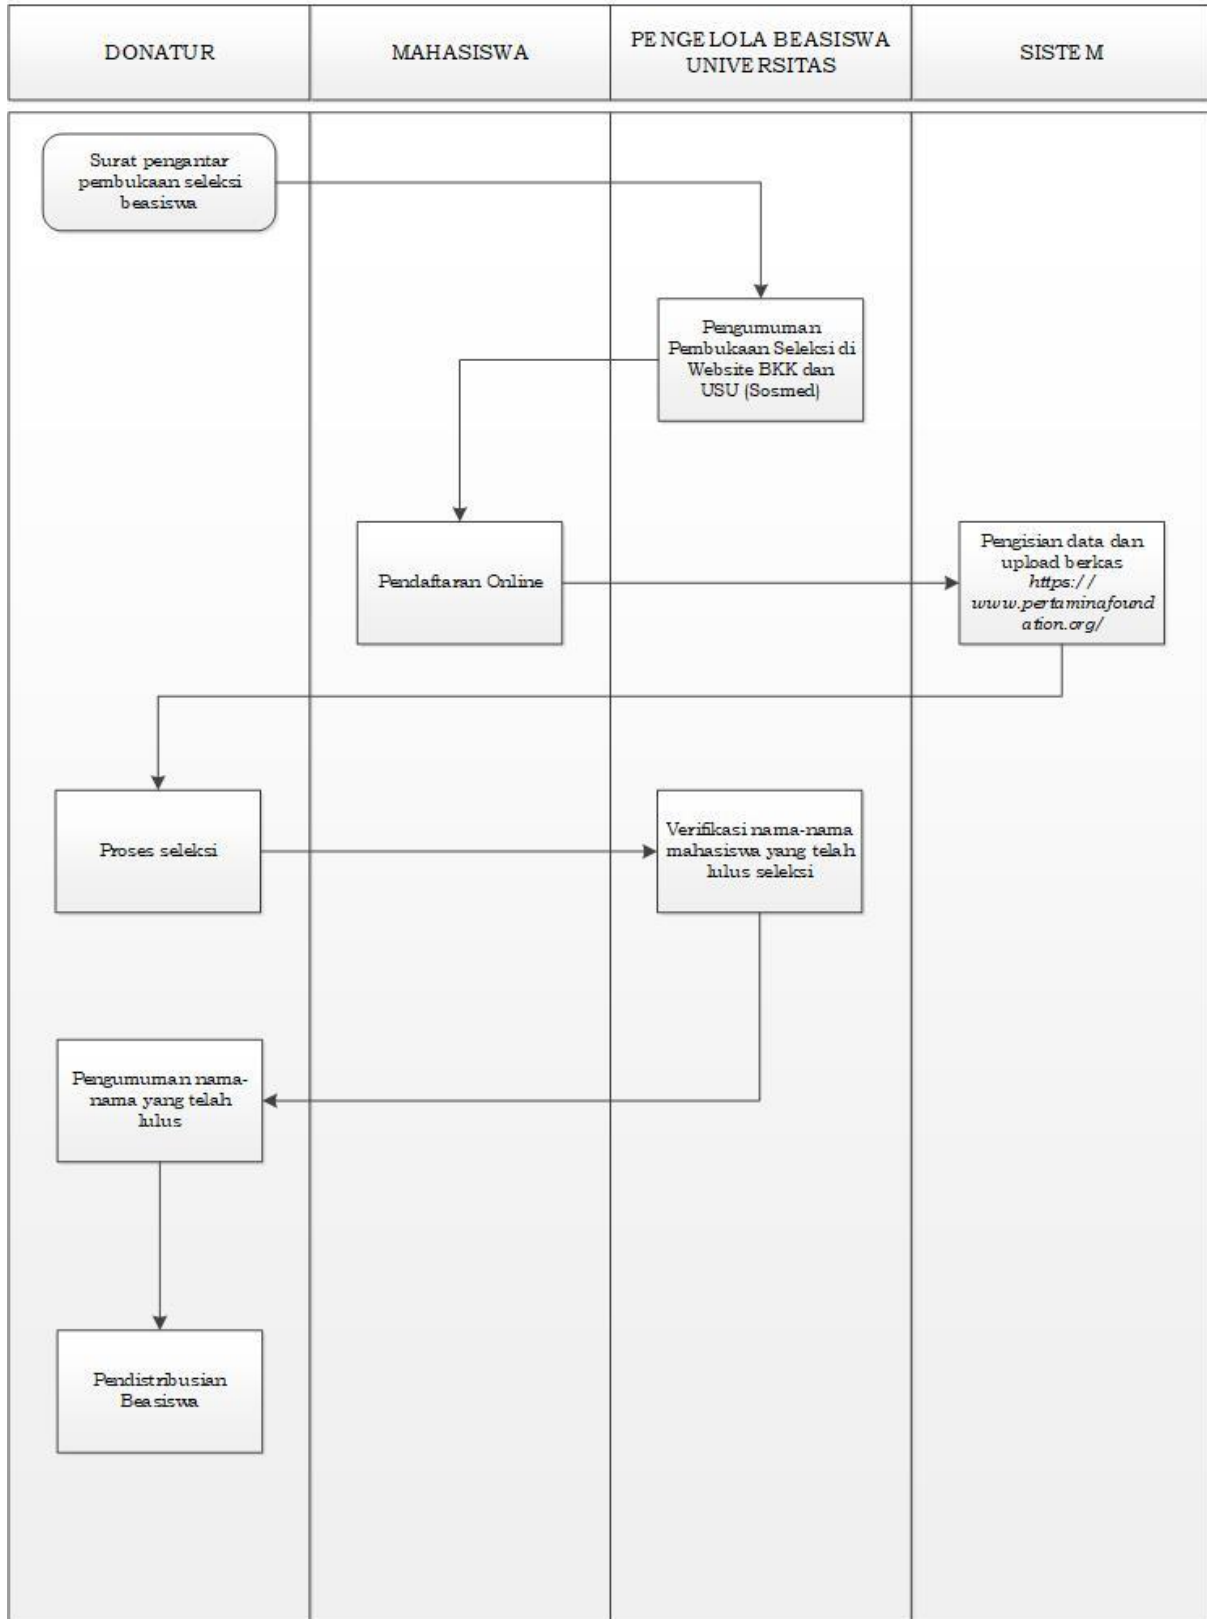 DONATUR
MAHASISWA
PENGELOLA BEASISWA
UNIVERSITAS
SISTEM
Surat pengantar
pembukaan seleksi
beasiswa
Pengumuman
Pembukaan Seleksi di
Website BKK dan
USU (Sosmed)
Pendaftaran Online
Pengisian data dan
upload berkas
https://
www.pertaminafound
ation.org/
Proses seleksi
Verifikasi nama-nama
mahasiswa yang telah
lulus seleksi
Pengumuman nama-
nama yang telah
lulus
Pendistribusian
Beasiswa